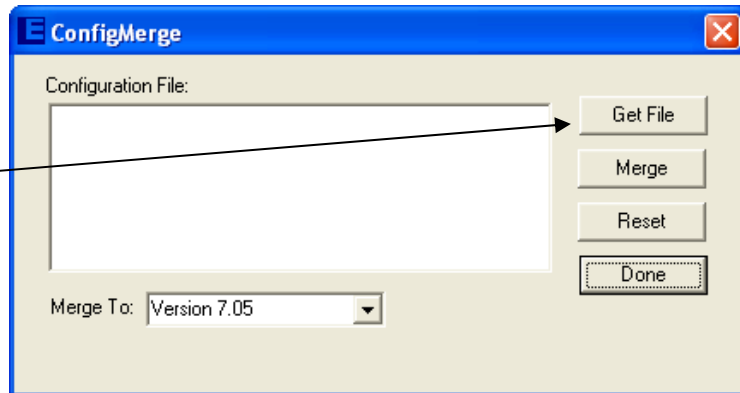 E ConfigMerge
Configuration File:
Get File
Merge
Reset
Done
Merge To: Version 7.05